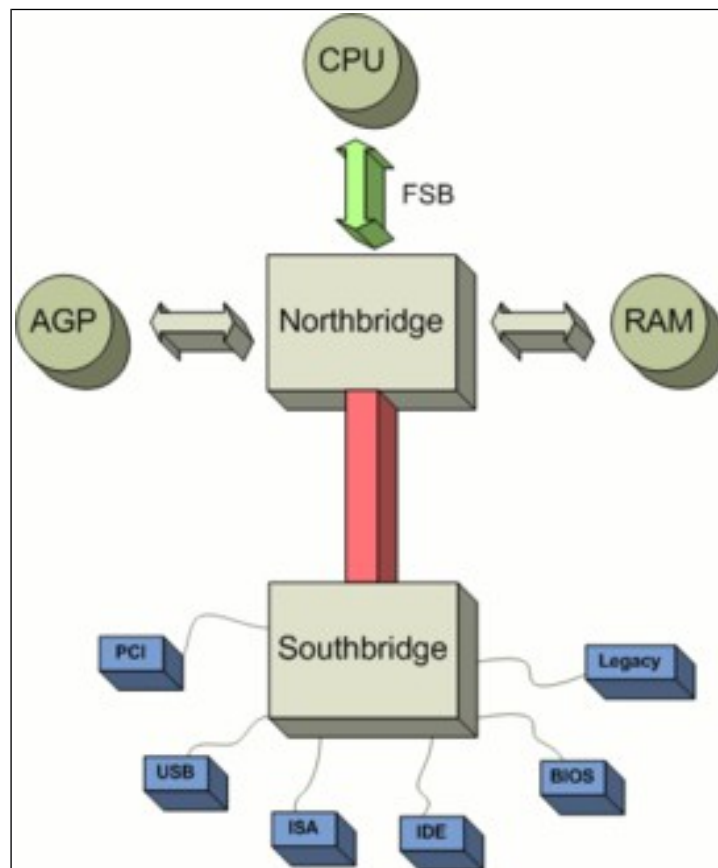 CPU
FSB
AGP
Northbridge
RAM
PCI
Southbridge
Legacy
USB
BIOS
ISA
IDE